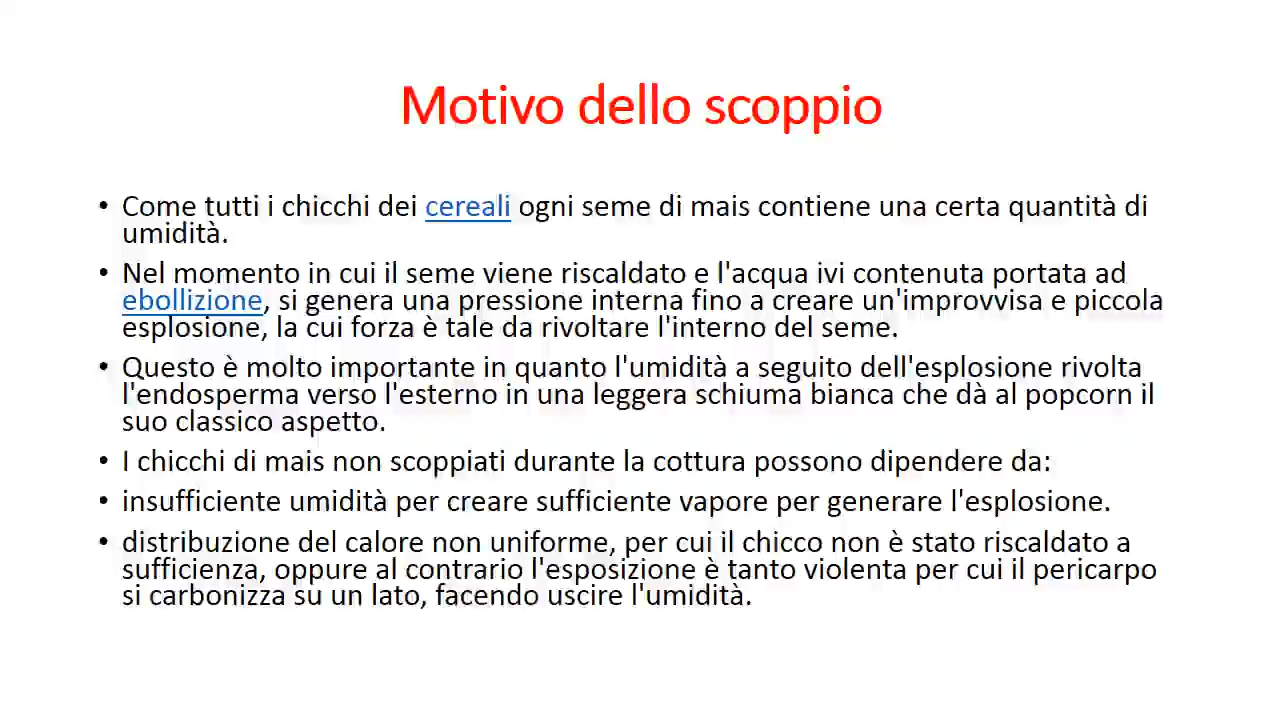 Motivo dello scoppio
• Come tutti i chicchi dei cereali ogni seme di mais contiene una certa quantità di
umidità.
• Nel momento in cui il seme viene riscaldato e l'acqua ivi contenuta portata ad
ebollizione, si genera una pressione interna fino a creare un'improvvisa e piccola
esplosione, la cui forza è tale da rivoltare l'interno del seme.
• Questo è molto importante in quanto l'umidità a seguito dell'esplosione rivolta
l'endosperma verso l'esterno in una leggera schiuma bianca che dà al popcorn il
suo classico aspetto.
• I chicchi di mais non scoppiati durante la cottura possono dipendere da:
• insufficiente umidità per creare sufficiente vapore per generare l'esplosione.
• distribuzione del calore non uniforme, per cui il chicco non è stato riscaldato a
sufficienza, oppure al contrario l'esposizione è tanto violenta per cui il pericarpo
si carbonizza su un lato, facendo uscire l'umidità.